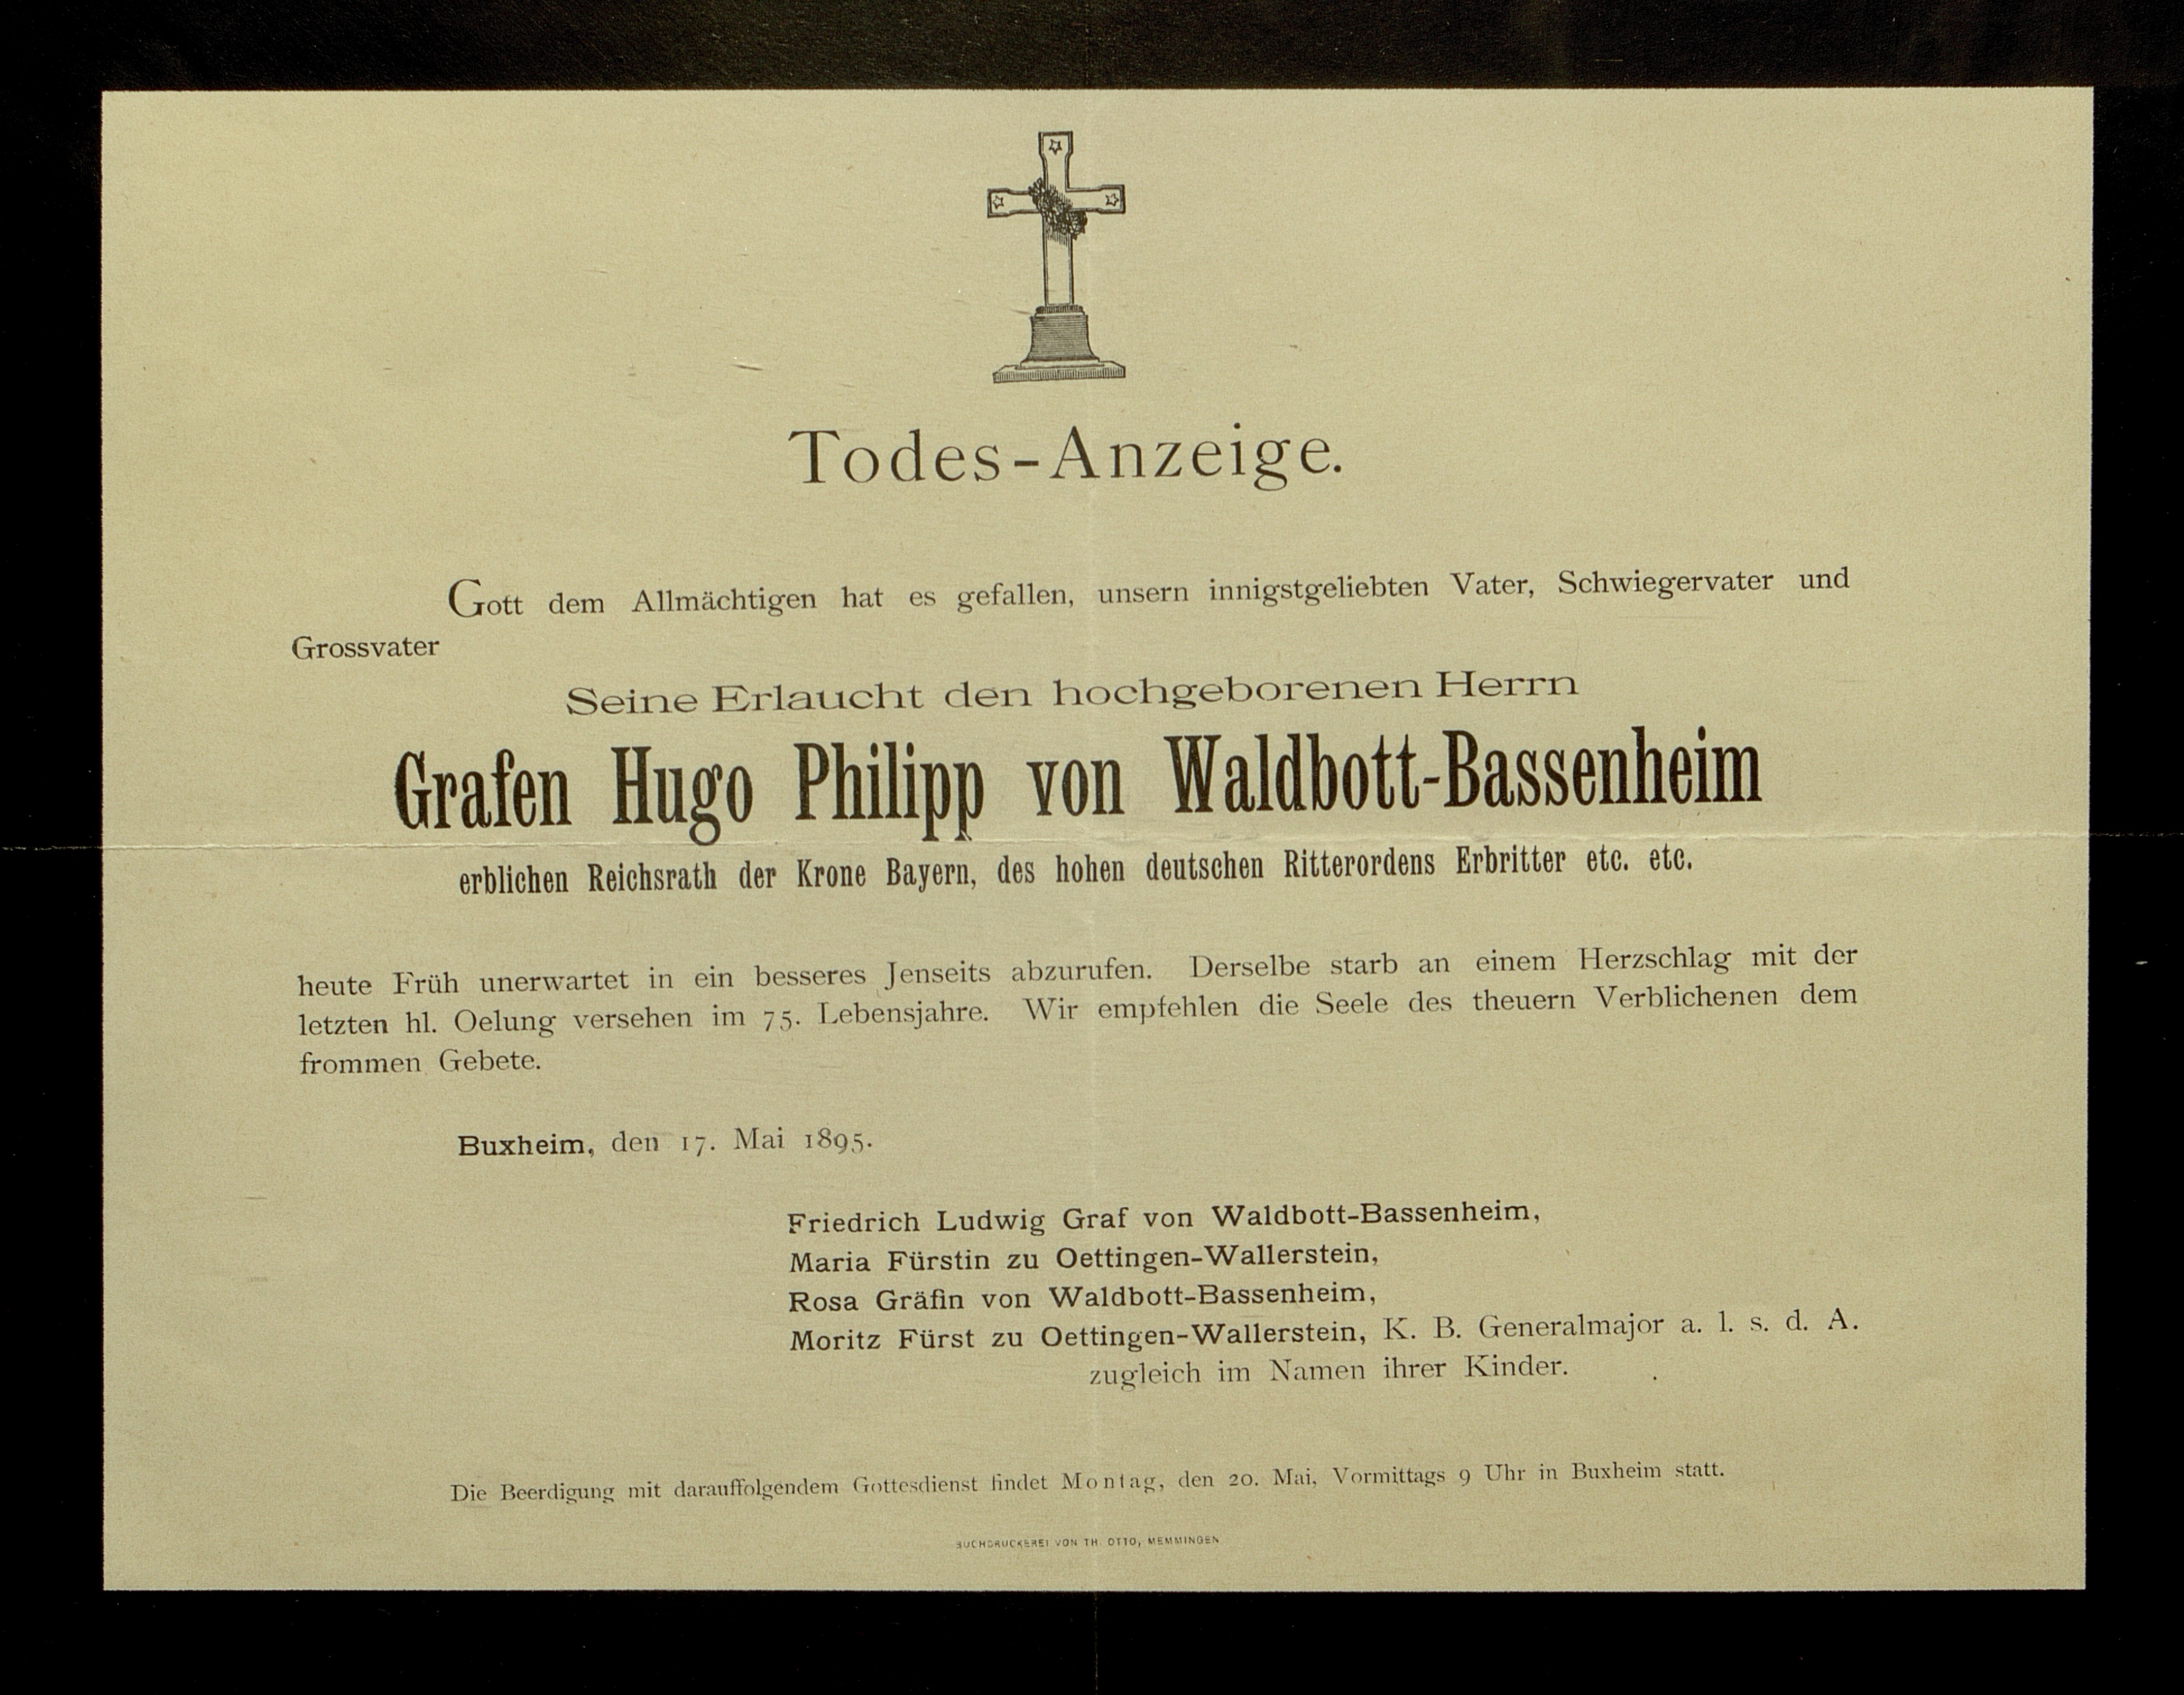 Todes-Anzeige.
Gott dem Allmächtigen hat es gefallen, unsern innigstgeliebten Vater, Schwiegervater und
Grossvater
Seine Erlaucht den hochgeborenen Herrn
Grafen Hugo Philipp von Waldbott-Bassenheim
erblichen Reichsrath der Krone Bayern, des hohen deutschen Ritterordens Erbritter etc. etc.
heute Früh unerwartet in ein besseres Jenseits abzurufen. Derselbe starb an einem Herzschlag mit der
letzten hl. Oelung versehen im 75. Lebensjahre. Wir empfehlen die Seele des theuern Verblichenen dem
frommen Gebete.
Buxheim, den 17. Mai 1895.
Friedrich Ludwig Graf von Waldbott-Bassenheim,
Maria Fürstin zu Oettingen-Wallerstein,
Rosa Gräfin von Waldbott-Bassenheim,
Moritz Fürst zu Oettingen-Wallerstein, K. B. Generalmajor a. l. s. d. A.
zugleich im Namen ihrer Kinder.
Die Beerdigung mit darauffolgendem Gottesdienst findet Montag, den 20. Mai, Vormittags 9 Uhr in Buxheim statt.
BUCHDRUCKEREI VON TH. OTTO, MEMMINGEN